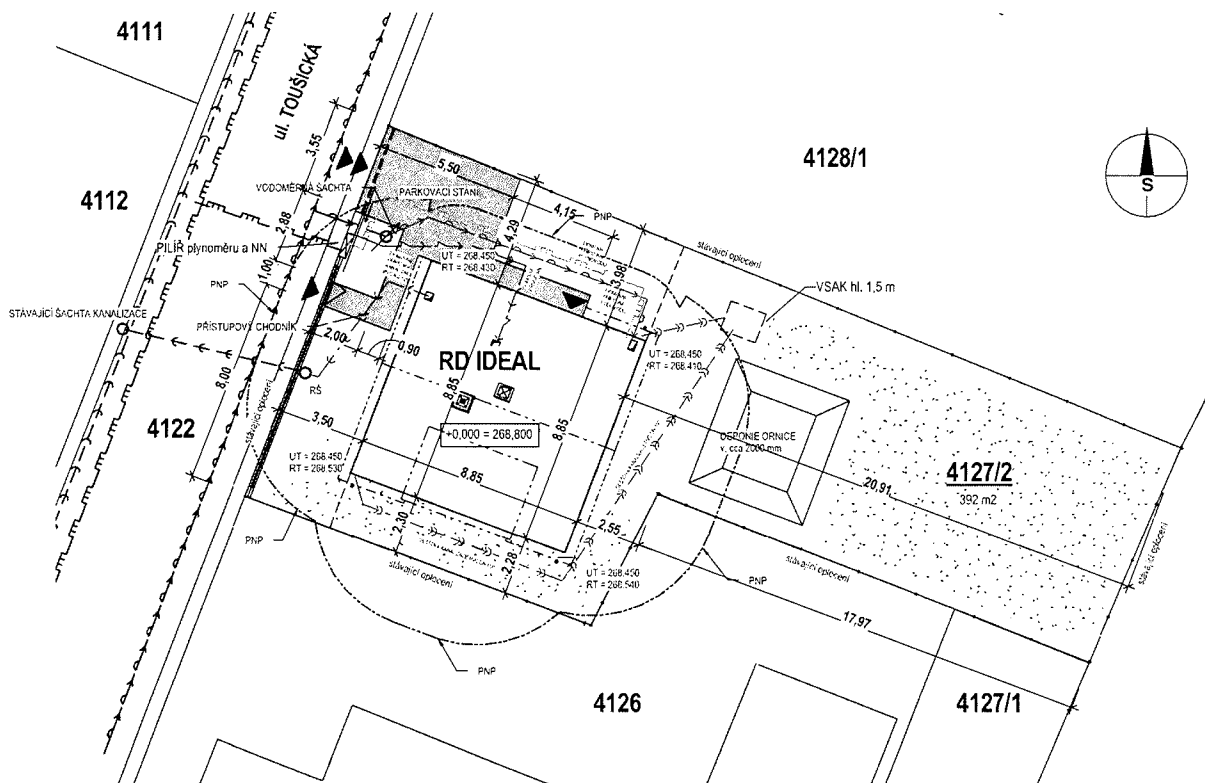 4111
ul. TOUŠICKÁ
3,55
4128/1
S
4112
VODOMĚRNÁ ŠACHTA
5,50
PARKOVACÍ STÁNÍ
4,15
PNP
2,88
4,29
stávající oplocení
PILÍŘ plynoměru a NN
UT = 268,450
RT = 268,430
3,98
1,00
PNP
VSAK hl. 1,5 m
STÁVAJÍCÍ ŠACHTA KANALIZACE
PŘÍSTUPOVÝ CHODNÍK
2,00
0,90
RD IDEAL
UT = 268,450
RT = 268,410
8,00
RŠ
8,85
8,85
4122
stávající oplocení
3,50
+0,000 = 268,800
DEPONIE ORNICE
v. cca 2000 mm
4127/2
392 m2
UT = 268,450
RT = 268,530
8,85
20,91
2,30
2,55
stávající oplocení
PNP
2,28
stávající oplocení
UT = 268,450
RT = 268,540
PNP
stávající oplocení
17,97
PNP
4126
4127/1